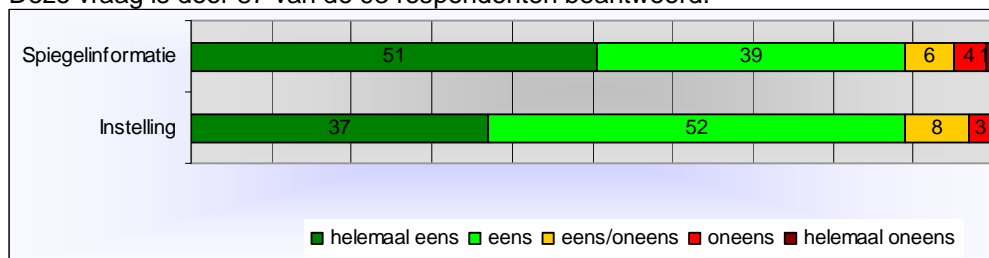 Spiegelinformatie 51 39 6 4 1
Instelling 37 52 8 3
helemaal eens eens eens/oneens oneens helemaal oneens